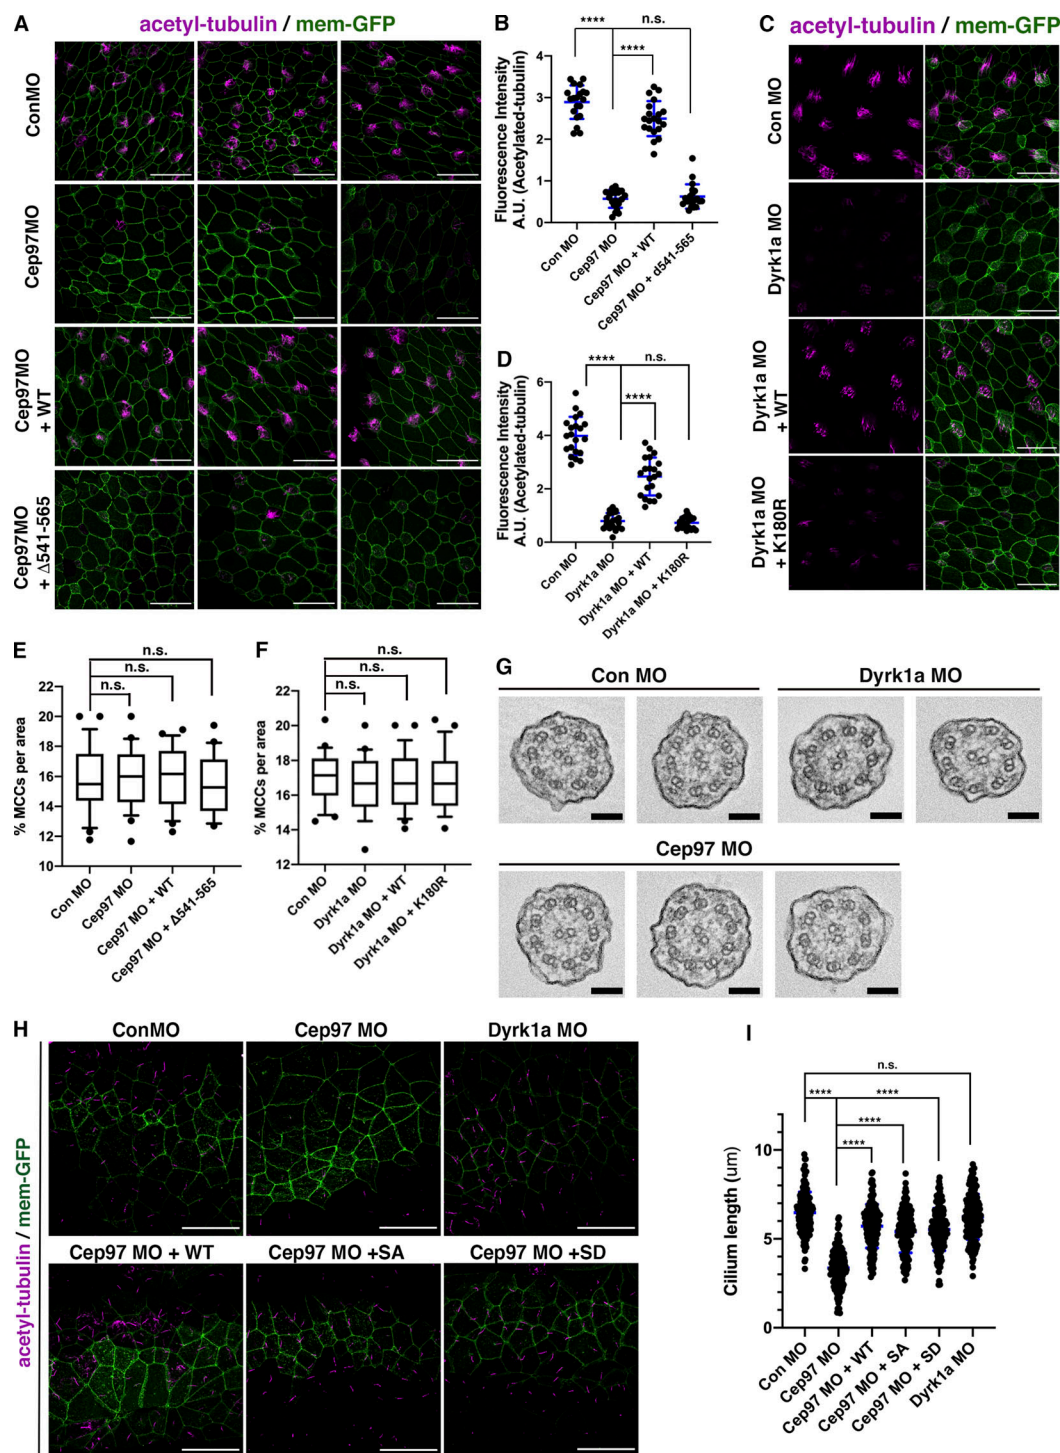 A
acetyl-tubulin / mem-GFP
ConMO
Cep97MO
Cep97MO
+ WT
Cep97MO
+ Δ541-565
B
****
n.s.
****
Fluorescence Intensity
A.U. (Acetylated-tubulin)
4
3
2
1
0
Con MO
Cep97 MO
Cep97 MO + WT
Cep97 MO + d541-565
C
acetyl-tubulin / mem-GFP
Con MO
Dyrk1a MO
Dyrk1a MO
+ WT
Dyrk1a MO
+ K180R
D
****
n.s.
****
Fluorescence Intensity
A.U. (Acetylated-tubulin)
6
4
2
0
Con MO
Dyrk1a MO
Dyrk1a MO + WT
Dyrk1a MO + K180R
E
n.s.
n.s.
n.s.
% MCCs per area
22
20
18
16
14
12
10
Con MO
Cep97 MO
Cep97 MO + WT
Cep97 MO + Δ541-565
F
n.s.
n.s.
n.s.
% MCCs per area
22
20
18
16
14
12
Con MO
Dyrk1a MO
Dyrk1a MO + WT
Dyrk1a MO + K180R
G
Con MO
Dyrk1a MO
Cep97 MO
H
acetyl-tubulin / mem-GFP
ConMO
Cep97 MO
Dyrk1a MO
Cep97 MO + WT
Cep97 MO +SA
Cep97 MO +SD
I
n.s.
****
****
****
****
Cilium length (um)
10
5
0
Con MO
Cep97 MO
Cep97 MO + WT
Cep97 MO + SA
Cep97 MO + SD
Dyrk1a MO